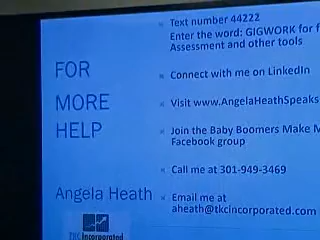 Text number 44222
Enter the word: GIGWORK for f
Assessment and other tools
FOR
MORE
HELP
Connect with me on LinkedIn
Visit www.AngelaHeathSpeaks
Join the Baby Boomers Make M
Facebook group
Call me at 301-949-3469
Angela Heath
Email me at
aheath@tkcincorporated.com
TKC Incorporated